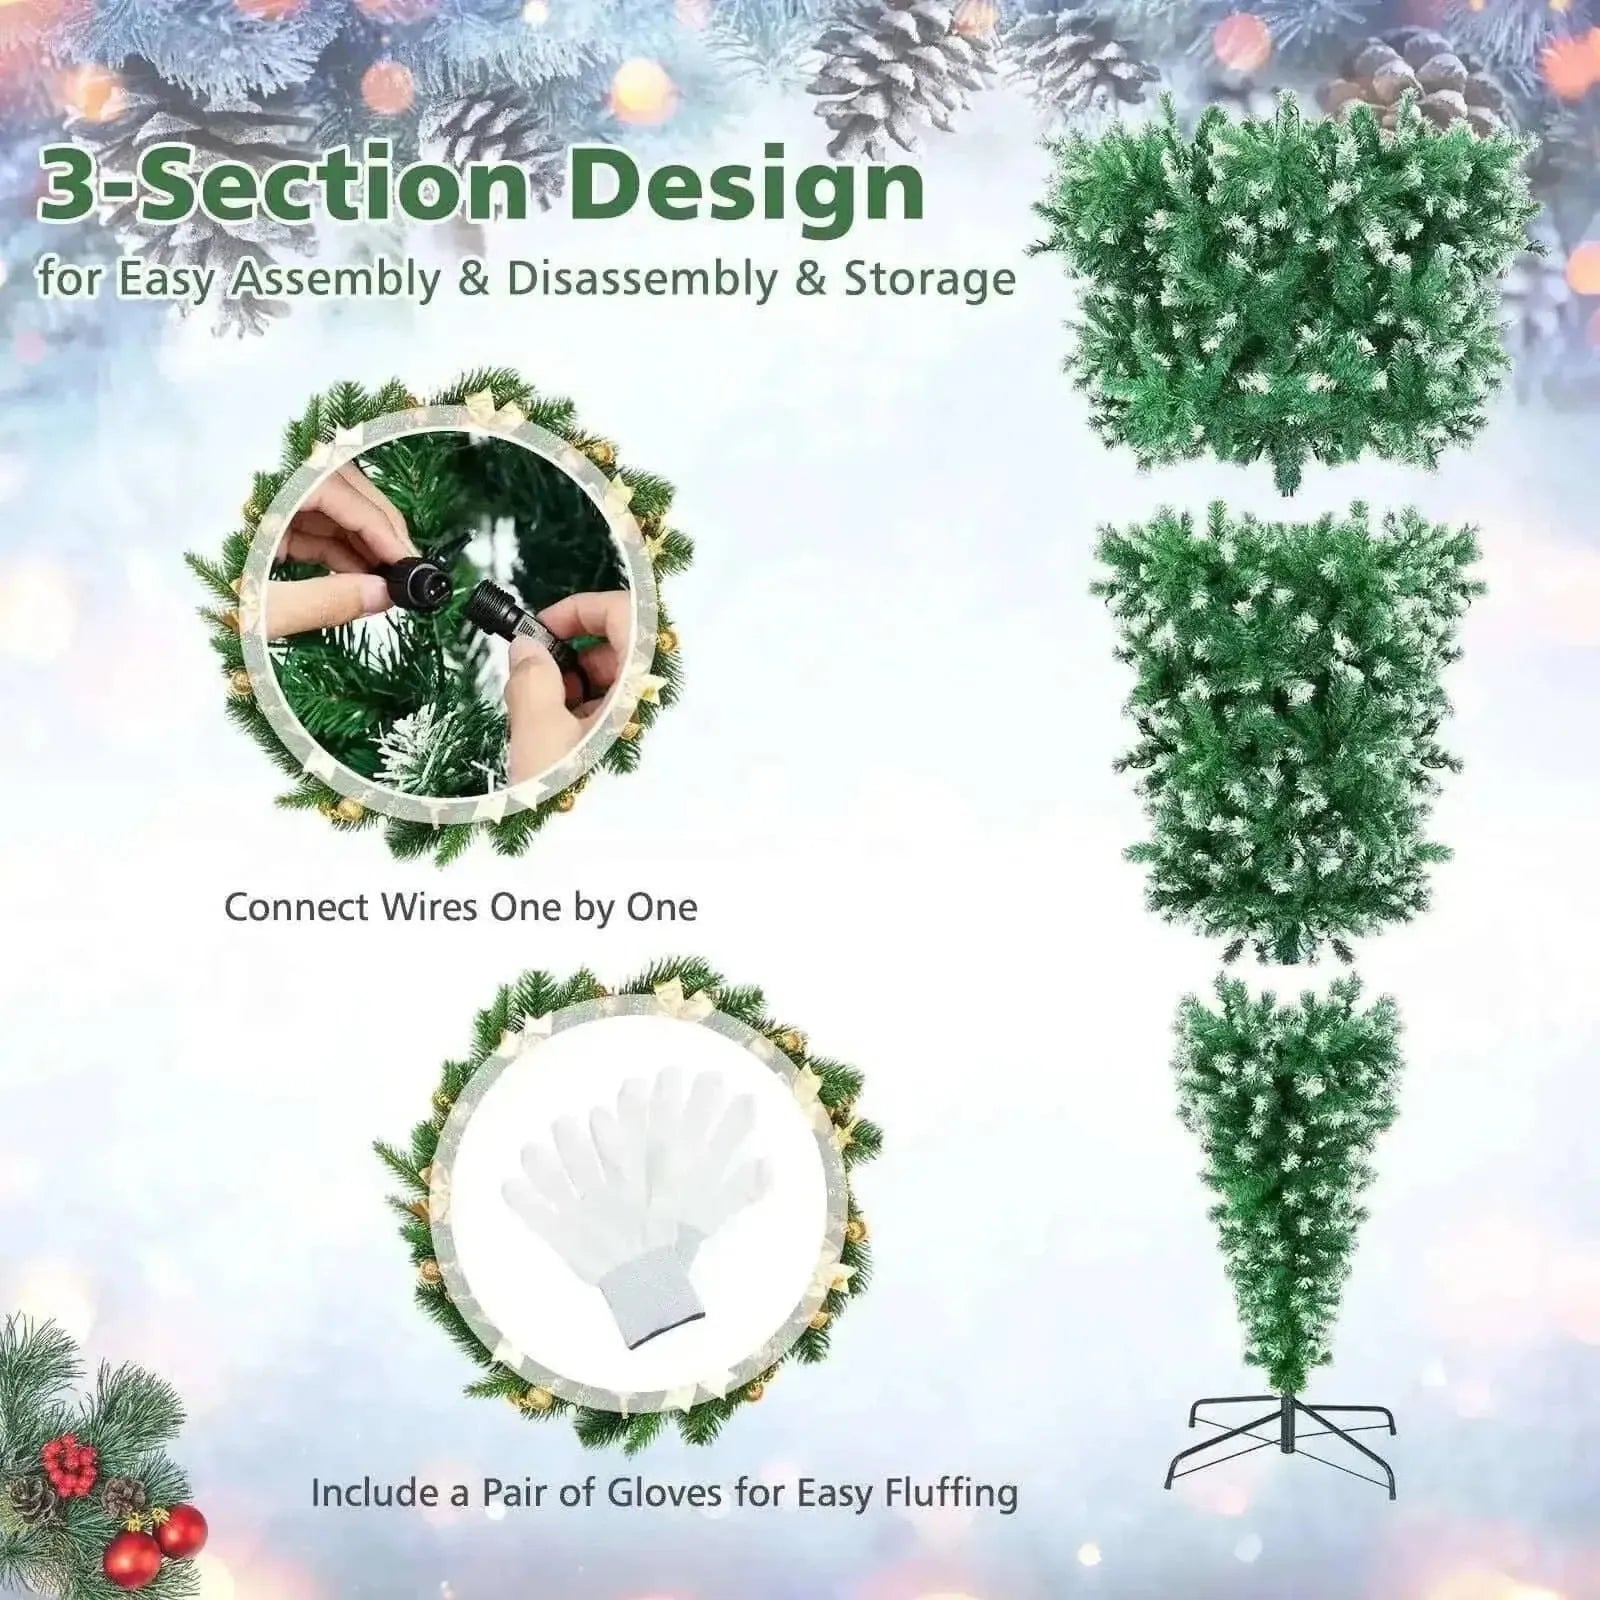 3-Section Design
for Easy Assembly & Disassembly & Storage
Connect Wires One by One
Include a Pair of Gloves for Easy Fluffing